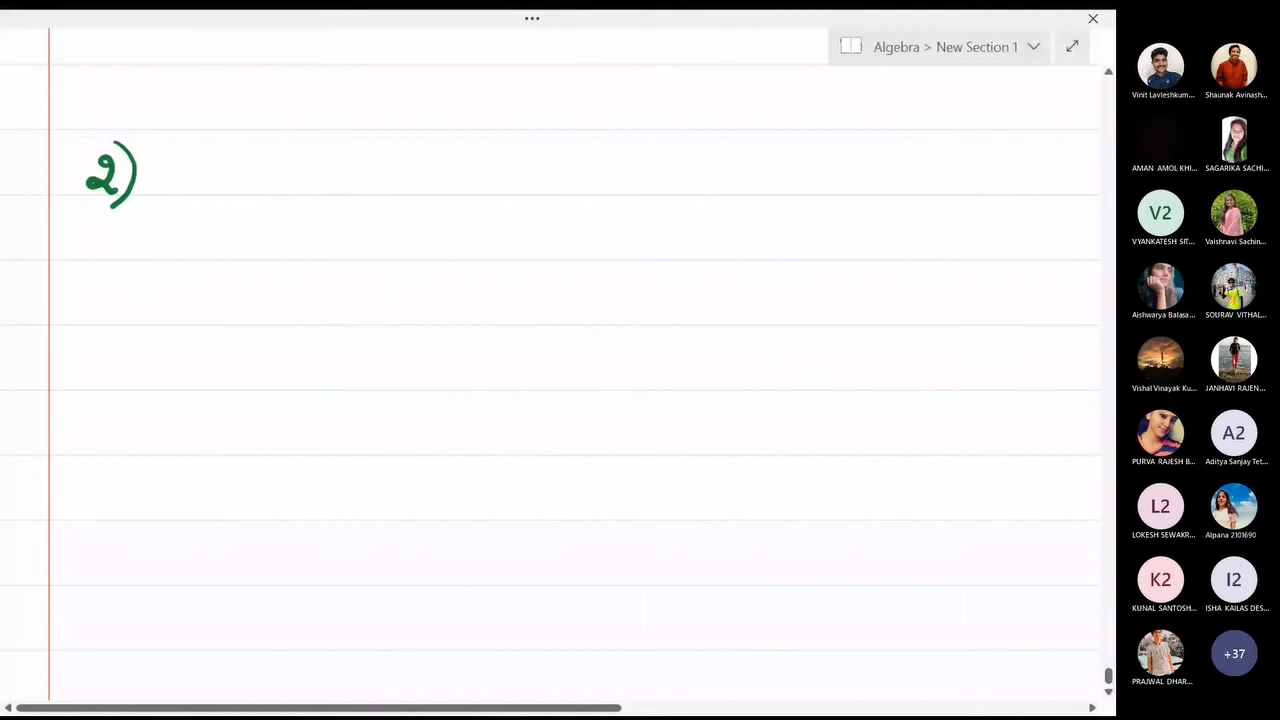 Algebra > New Section 1
2)
Vinit Lavleshkum...
Shaunak Avinash...
AMAN AMOL KHI...
SAGARIKA SACHI...
V2
VYANKATESH SIT...
Vaishnavi Sachin...
Aishwarya Balasa...
SOURAV VITHAL...
Vishal Vinayak Ku...
JANHAVI RAJEN...
PURVA RAJESH B...
A2
Aditya Sanjay Tet...
L2
LOKESH SEWAKR...
Alpana 2101690
K2
KUNAL SANTOSH...
I2
ISHA KAILAS DES...
PRAJWAL DHAR...
+37